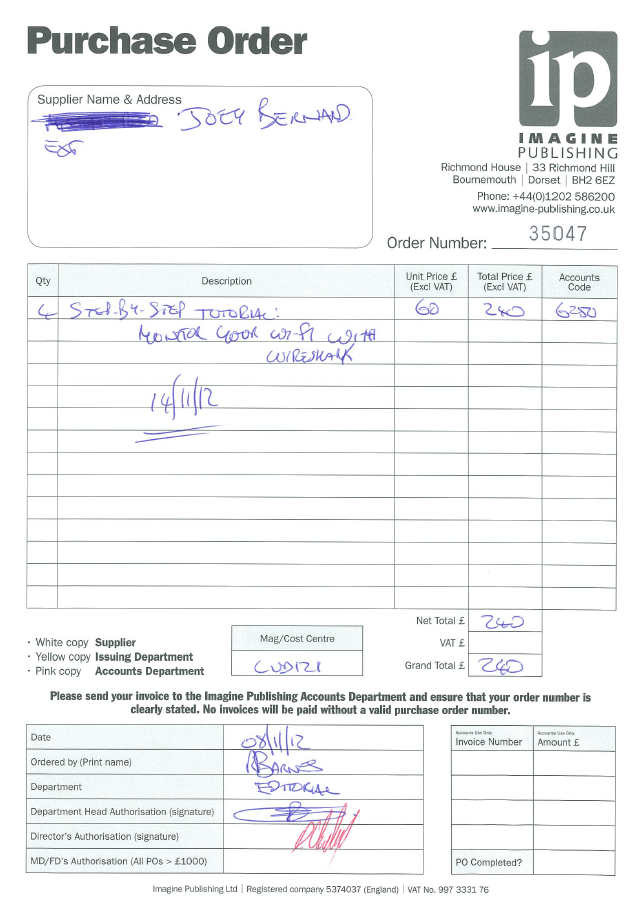 Purchase Order
Supplier Name & Address
JOEY BERNARD
ip
IMAGINE
PUBLISHING
Richmond House | 33 Richmond Hill
Bournemouth | Dorset | BH2 6EZ
Phone: +44(0)1202 586200
www.imagine-publishing.co.uk
Order Number: 35047
Qty Description Unit Price £ (Excl VAT) Total Price £ (Excl VAT) Accounts Code
4 STEP-BY-STEP TUTORIAL: 60 240 6280
MONITOR YOUR WI-FI WITH
WIRESHARK
14/11/12
Net Total £ 240
VAT £
Grand Total £ 240
· White copy Supplier
· Yellow copy Issuing Department
· Pink copy Accounts Department
Mag/Cost Centre
LUD121
Please send your invoice to the Imagine Publishing Accounts Department and ensure that your order number is
clearly stated. No invoices will be paid without a valid purchase order number.
Date 08/11/12
Ordered by (Print name) R BARNES
Department EDITORIAL
Department Head Authorisation (signature)
Director's Authorisation (signature)
MD/FD's Authorisation (All POs > £1000)
Accounts Use Only
Invoice Number
Accounts Use Only
Amount £
PO Completed?
Imagine Publishing Ltd | Registered company 5374037 (England) | VAT No. 997 3331 76